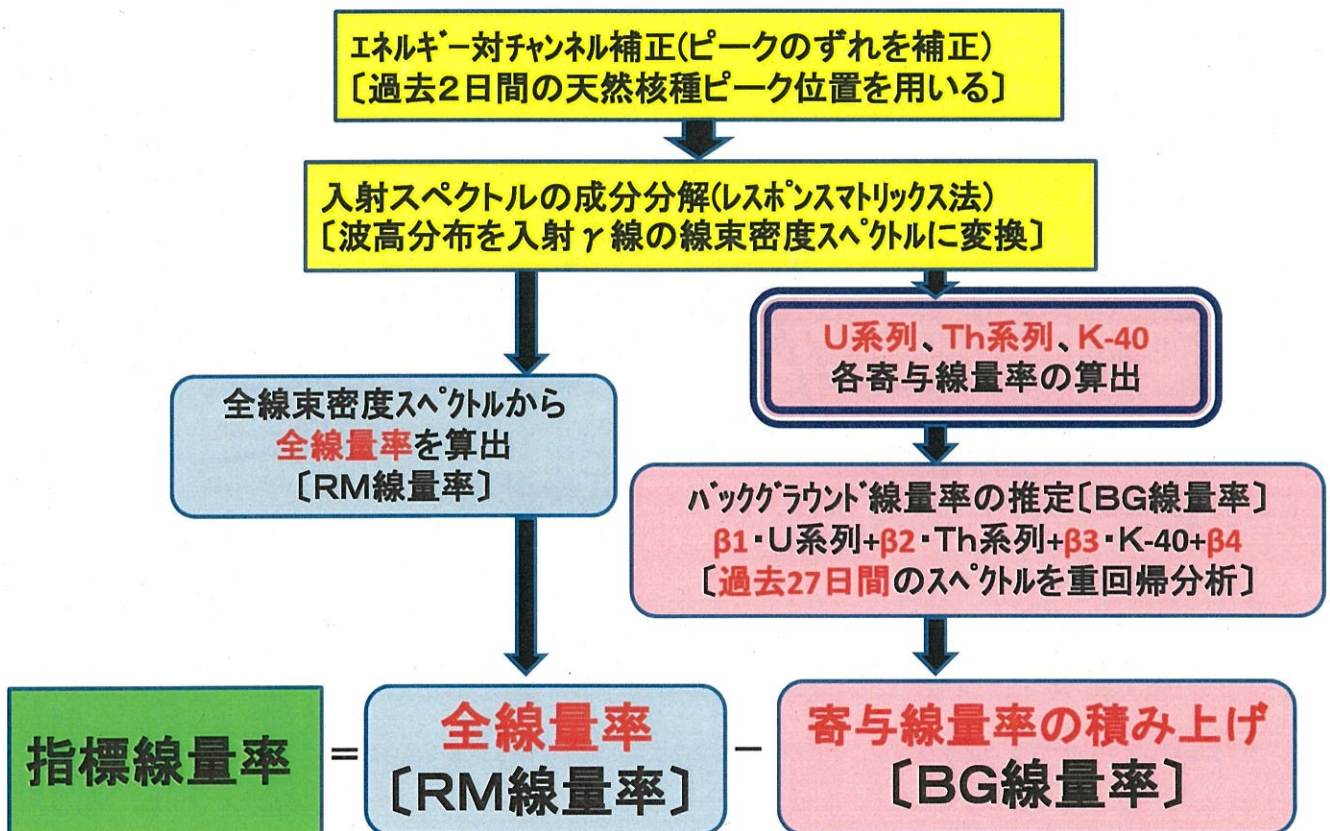 エネルギー対チャンネル補正(ピークのずれを補正)
〔過去2日間の天然核種ピーク位置を用いる〕
入射スペクトルの成分分解(レスポンスマトリックス法)
〔波高分布を入射γ線の線束密度スペクトルに変換〕
全線束密度スペクトルから
全線量率を算出
〔RM線量率〕
U系列、Th系列、K-40
各寄与線量率の算出
バックグラウンド線量率の推定〔BG線量率〕
β1・U系列+β2・Th系列+β3・K-40+β4
〔過去27日間のスペクトルを重回帰分析〕
指標線量率
=
全線量率
〔RM線量率〕
−
寄与線量率の積み上げ
〔BG線量率〕